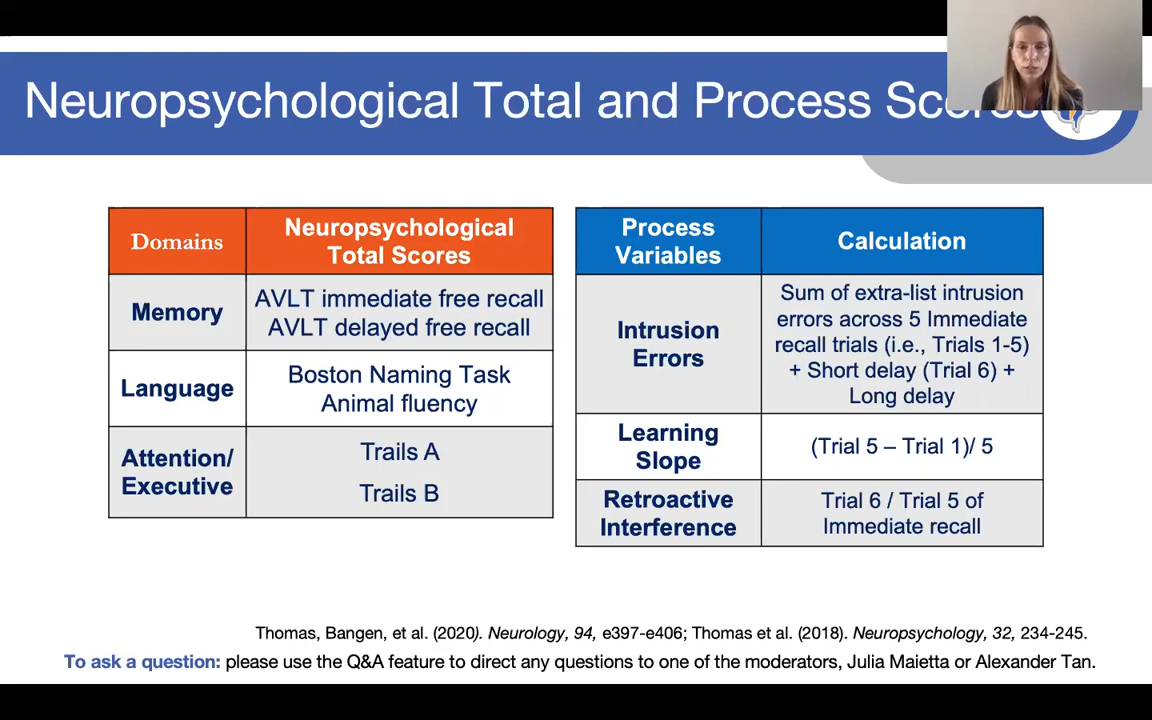 Neuropsychological Total and Process Scores
Domains
Neuropsychological
Total Scores
Memory
AVLT immediate free recall
AVLT delayed free recall
Language
Boston Naming Task
Animal fluency
Attention/
Executive
Trails A
Trails B
Process
Variables
Calculation
Intrusion
Errors
Sum of extra-list intrusion
errors across 5 Immediate
recall trials (i.e., Trials 1-5)
+ Short delay (Trial 6) +
Long delay
Learning
Slope
(Trial 5 – Trial 1)/ 5
Retroactive
Interference
Trial 6 / Trial 5 of
Immediate recall
Thomas, Bangen, et al. (2020). Neurology, 94, e397-e406; Thomas et al. (2018). Neuropsychology, 32, 234-245.
To ask a question: please use the Q&A feature to direct any questions to one of the moderators, Julia Maietta or Alexander Tan.